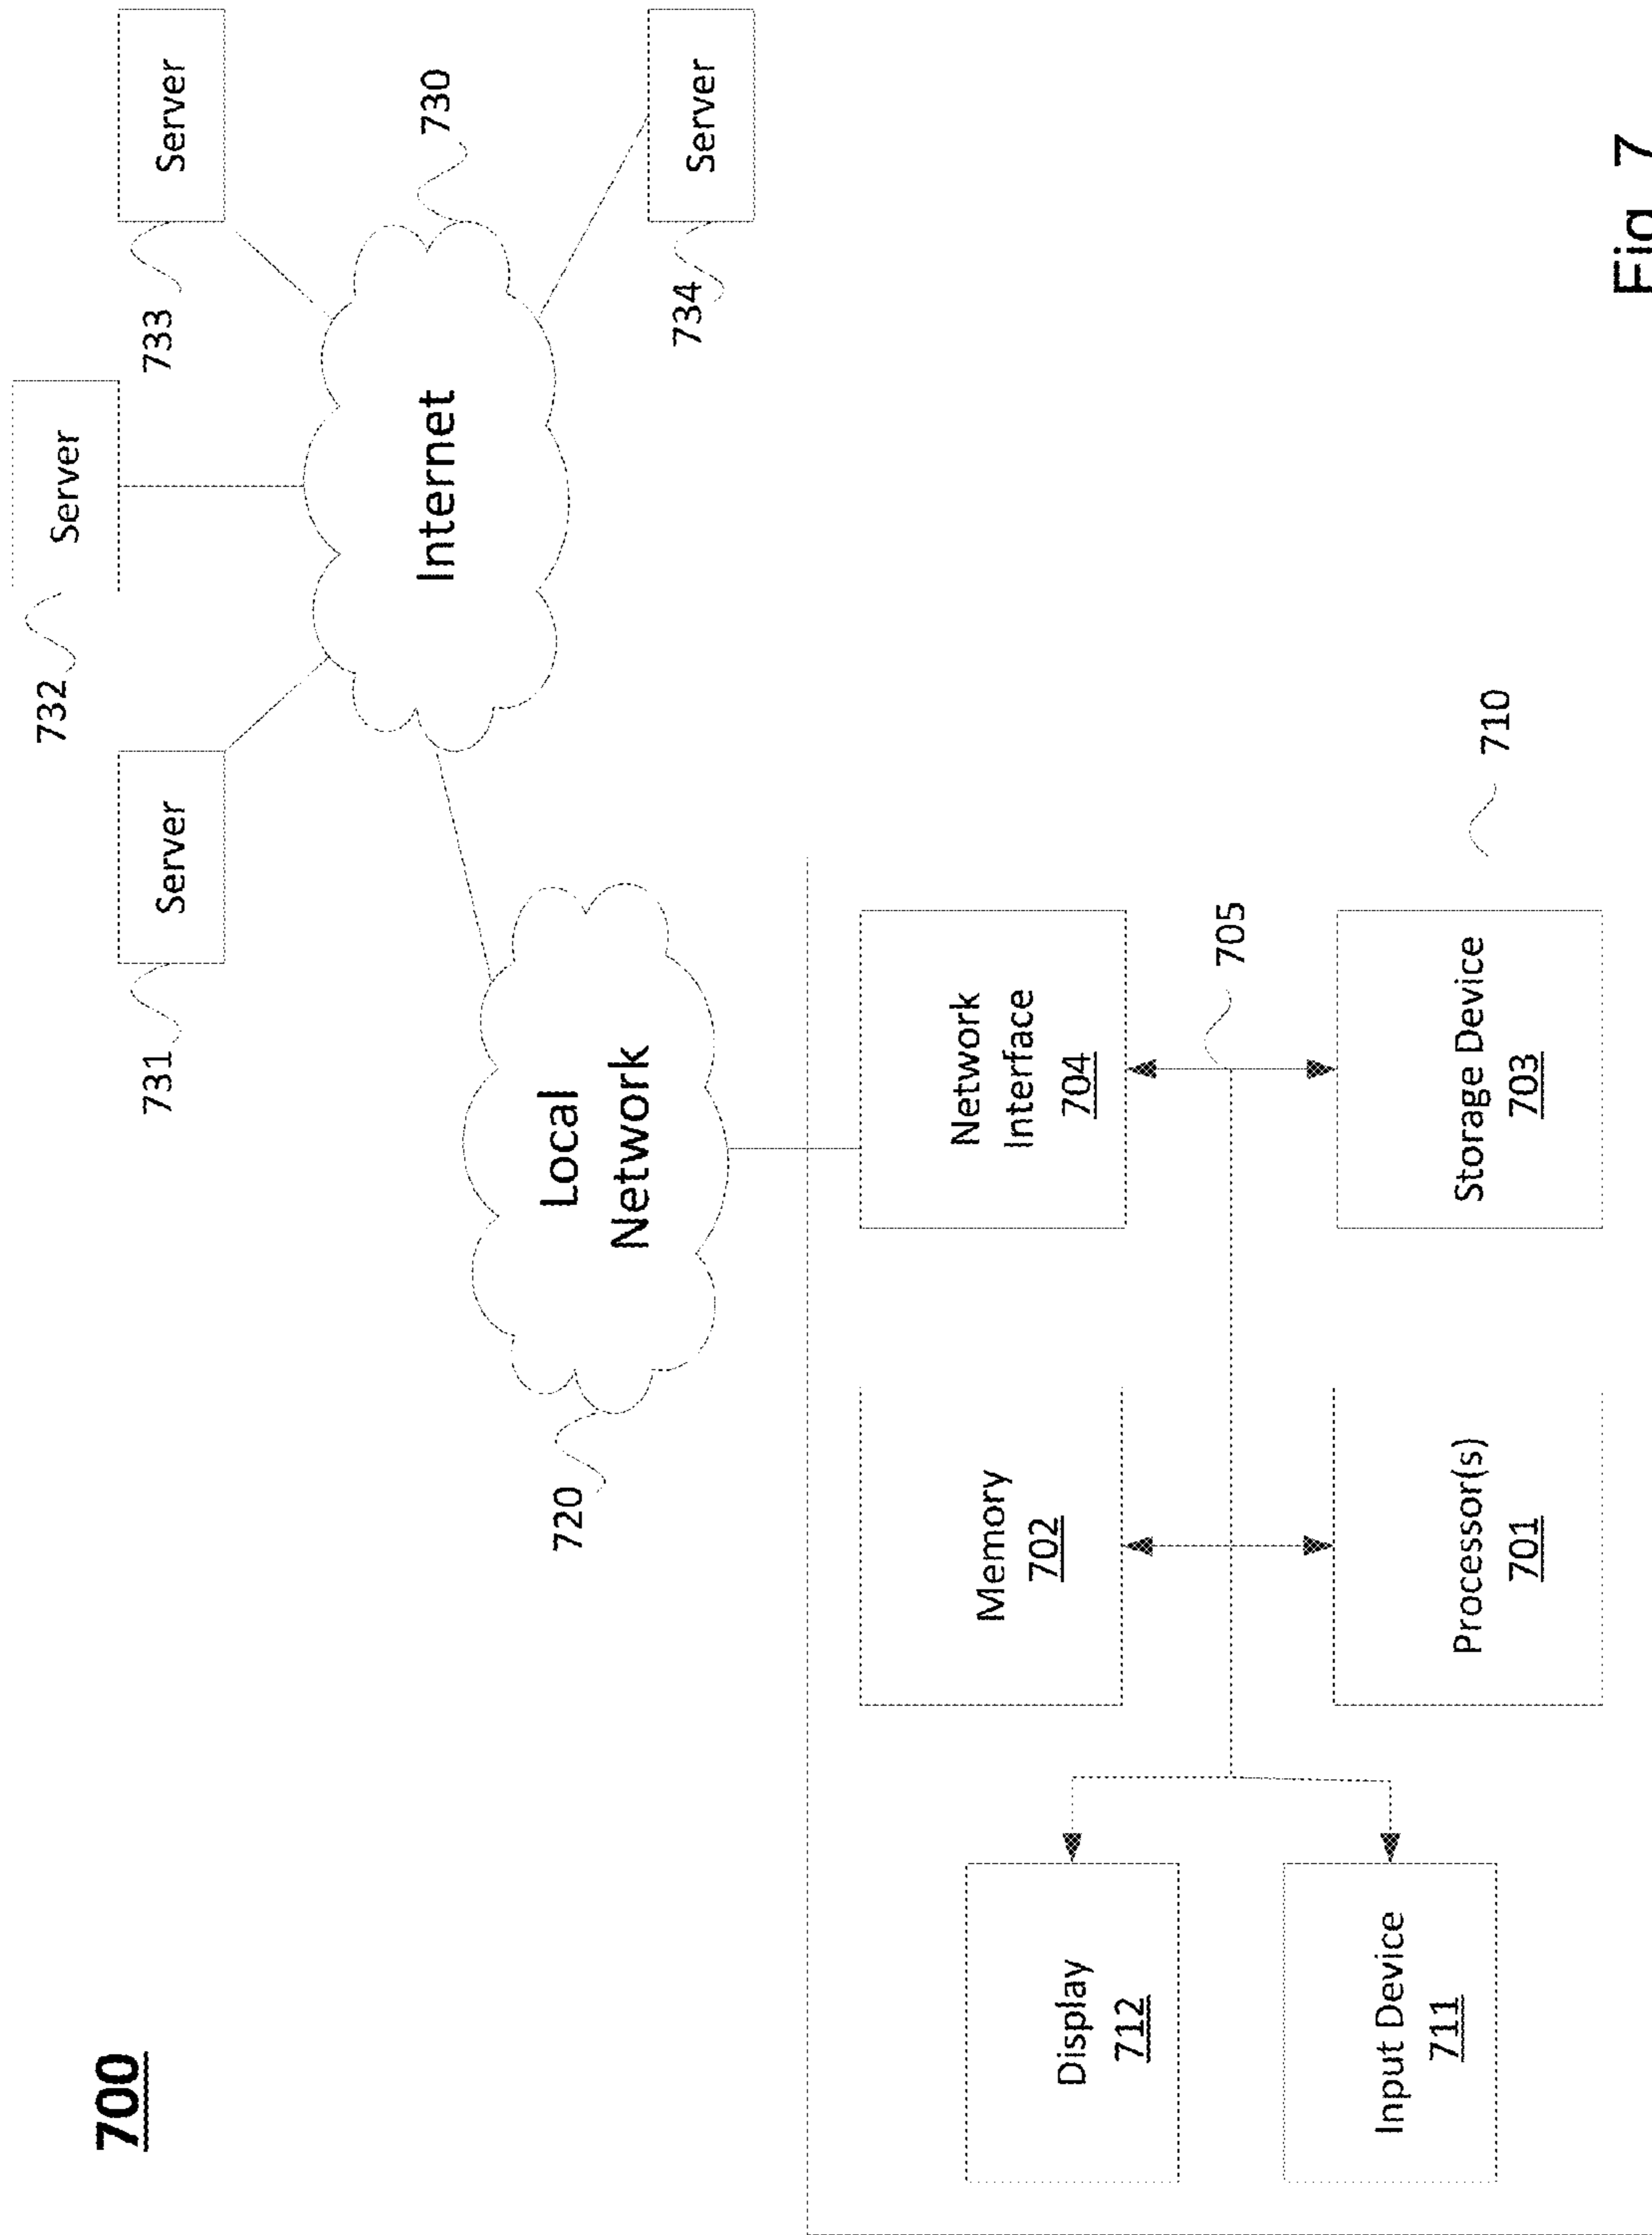 700
Server
732
Server
731
Server
733
Internet
730
Local
Network
720
Server
734
Display
712
Memory
702
Network
Interface
704
705
Input Device
711
Processor(s)
701
Storage Device
703
710
Fig. 7